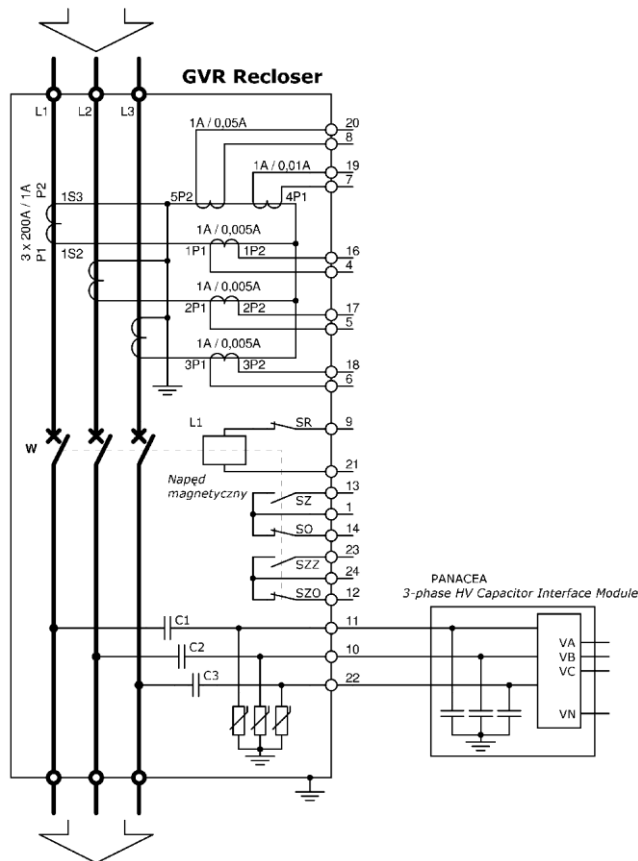 GVR Recloser
L1
L2
L3
20
1A / 0,05A
8
19
1A / 0,01A
7
3 x 200A / 1A
P2
P1
1S3
5P2
4P1
1A / 0,005A
1S2
1P1
1P2
16
4
1A / 0,005A
2P1
2P2
17
5
1A / 0,005A
3P1
3P2
18
6
L1
SR
9
W
Napęd
magnetyczny
21
13
SZ
1
SO
14
23
SZZ
24
SZO
12
PANACEA
3-phase HV Capacitor Interface Module
C1
11
C2
10
C3
22
VA
VB
VC
VN